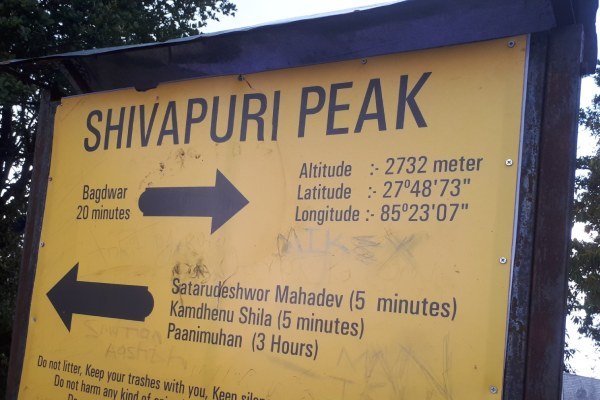 SHIVAPURI PEAK
Bagdwar
20 minutes
Altitude :- 2732 meter
Latitude :- 27°48'73"
Longitude :- 85°23'07"
Satarudeshwor Mahadev (5 minutes)
Kamdhenu Shila (5 minutes)
Paanimuhan (3 Hours)
Do not litter, Keep your trashes with you, Keep
Do not harm any kind of